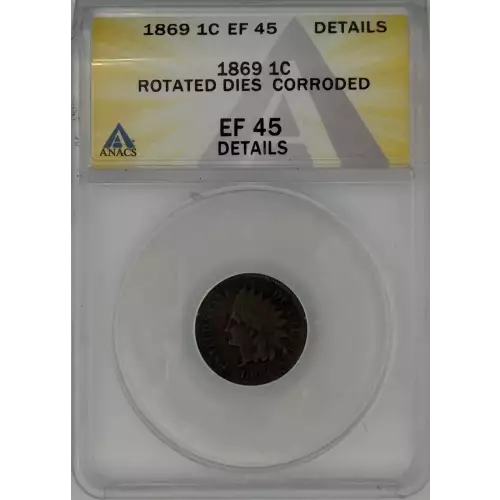 1869 1C EF 45 DETAILS
1869 1C
ROTATED DIES CORRODED
EF 45
DETAILS
ANACS